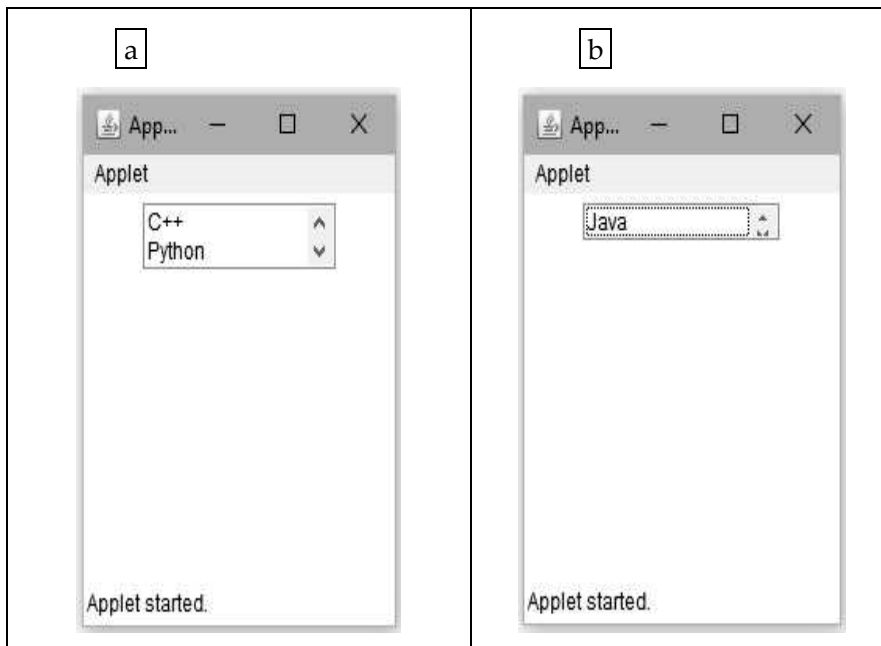 a
App...
Applet
C++
Python
Applet started.
b
App...
Applet
Java
Applet started.